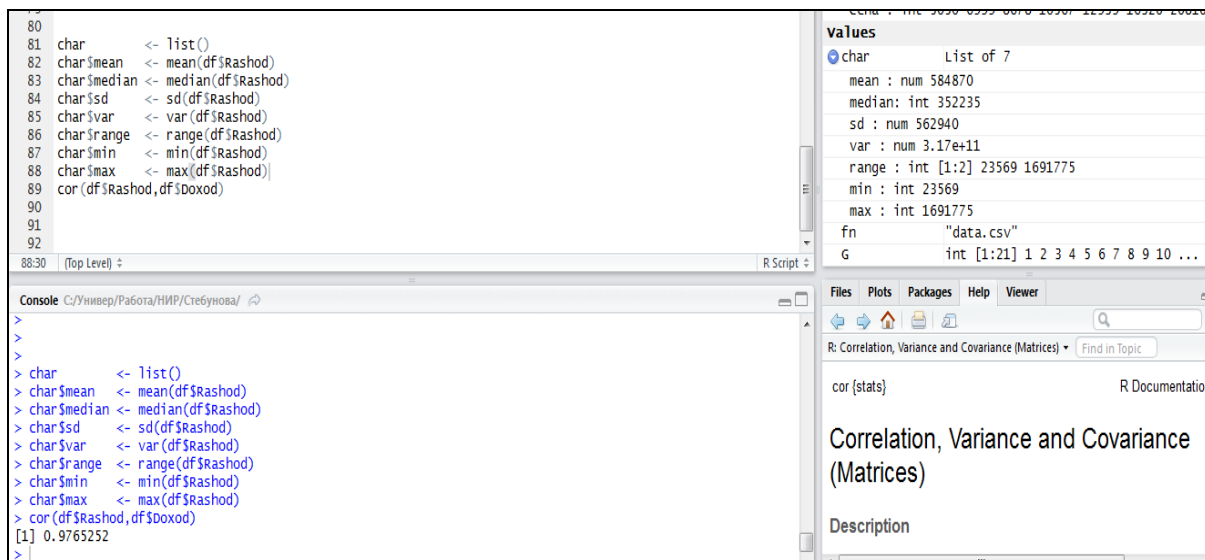 80
81 char <- list()
82 char$mean <- mean(df$Rashod)
83 char$median <- median(df$Rashod)
84 char$sd <- sd(df$Rashod)
85 char$var <- var(df$Rashod)
86 char$range <- range(df$Rashod)
87 char$min <- min(df$Rashod)
88 char$max <- max(df$Rashod)
89 cor(df$Rashod,df$Doxod)
90
91
92
88:30 (Top Level) R Script
Console C:/Универ/Работа/НИР/Стебунова/
>
>
>
> char <- list()
> char$mean <- mean(df$Rashod)
> char$median <- median(df$Rashod)
> char$sd <- sd(df$Rashod)
> char$var <- var(df$Rashod)
> char$range <- range(df$Rashod)
> char$min <- min(df$Rashod)
> char$max <- max(df$Rashod)
> cor(df$Rashod,df$Doxod)
[1] 0.9765252
>
Values
char List of 7
mean : num 584870
median: int 352235
sd : num 562940
var : num 3.17e+11
range : int [1:2] 23569 1691775
min : int 23569
max : int 1691775
fn "data.csv"
G int [1:21] 1 2 3 4 5 6 7 8 9 10 ...
Files Plots Packages Help Viewer
R: Correlation, Variance and Covariance (Matrices) Find in Topic
cor {stats} R Documentatio
Correlation, Variance and Covariance
(Matrices)
Description